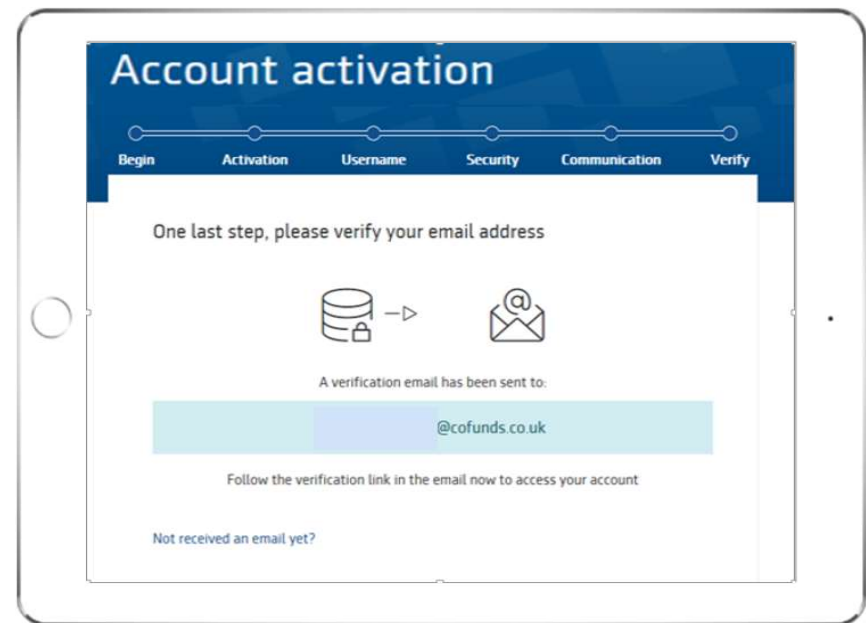 Account activation
Begin Activation Username Security Communication Verify
One last step, please verify your email address
@
A verification email has been sent to:
@cofunds.co.uk
Follow the verification link in the email now to access your account
Not received an email yet?